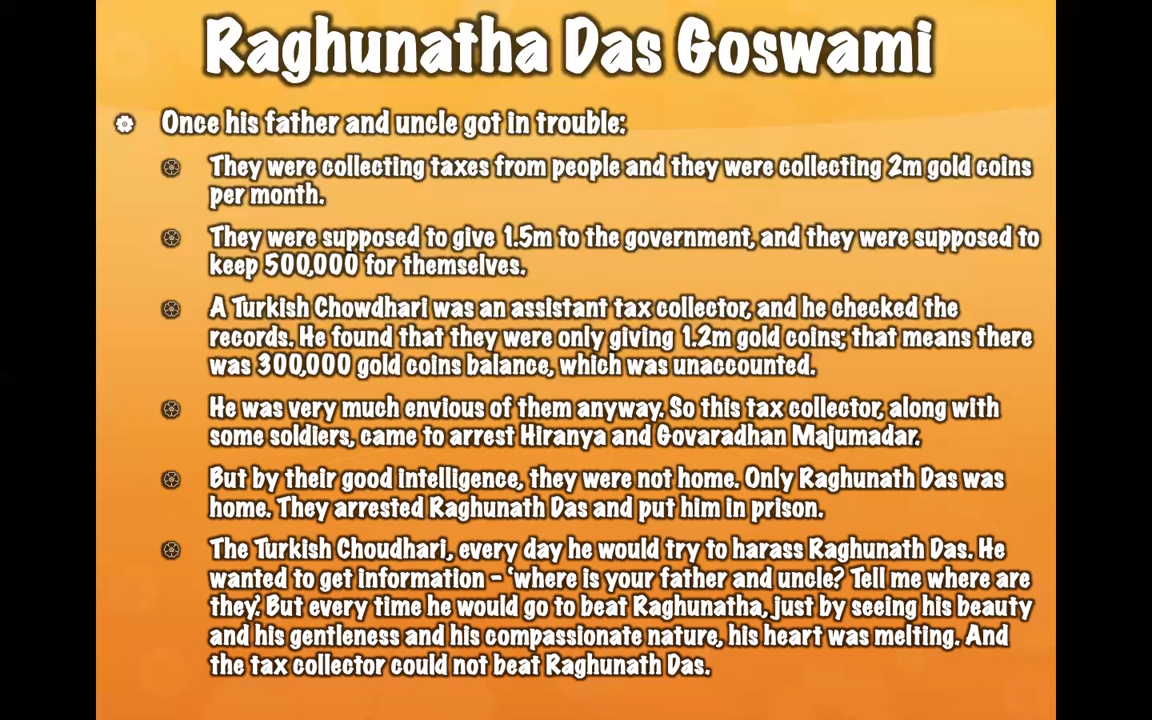 Raghunatha Das Goswami
Once his father and uncle got in trouble:
They were collecting taxes from people and they were collecting 2m gold coins
per month.
They were supposed to give 1.5m to the government, and they were supposed to
keep 500,000 for themselves.
A Turkish Chowdhari was an assistant tax collector, and he checked the
records. He found that they were only giving 1.2m gold coins; that means there
was 300,000 gold coins balance, which was unaccounted.
He was very much envious of them anyway. So this tax collector, along with
some soldiers, came to arrest Hiranya and Govaradhan Majumadar.
But by their good intelligence, they were not home. Only Raghunath Das was
home. They arrested Raghunath Das and put him in prison.
The Turkish Choudhari, every day he would try to harass Raghunath Das. He
wanted to get information – ‘where is your father and uncle? Tell me where are
they.’ But every time he would go to beat Raghunatha, just by seeing his beauty
and his gentleness and his compassionate nature, his heart was melting. And
the tax collector could not beat Raghunath Das.